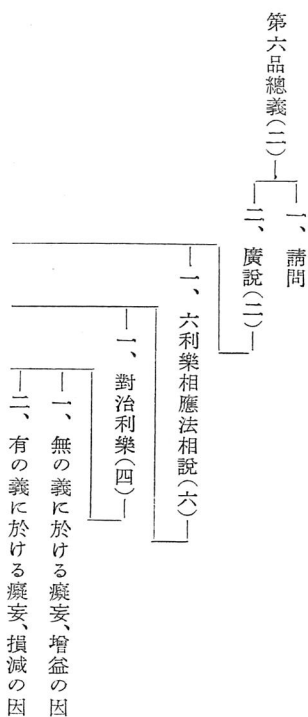 第六品總義(二)
一、請問
二、廣說(二)
一、六利樂相應法相說(六)
一、對治利樂(四)
一、無の義に於ける癡妄、增益の因
二、有の義に於ける癡妄、損減の因